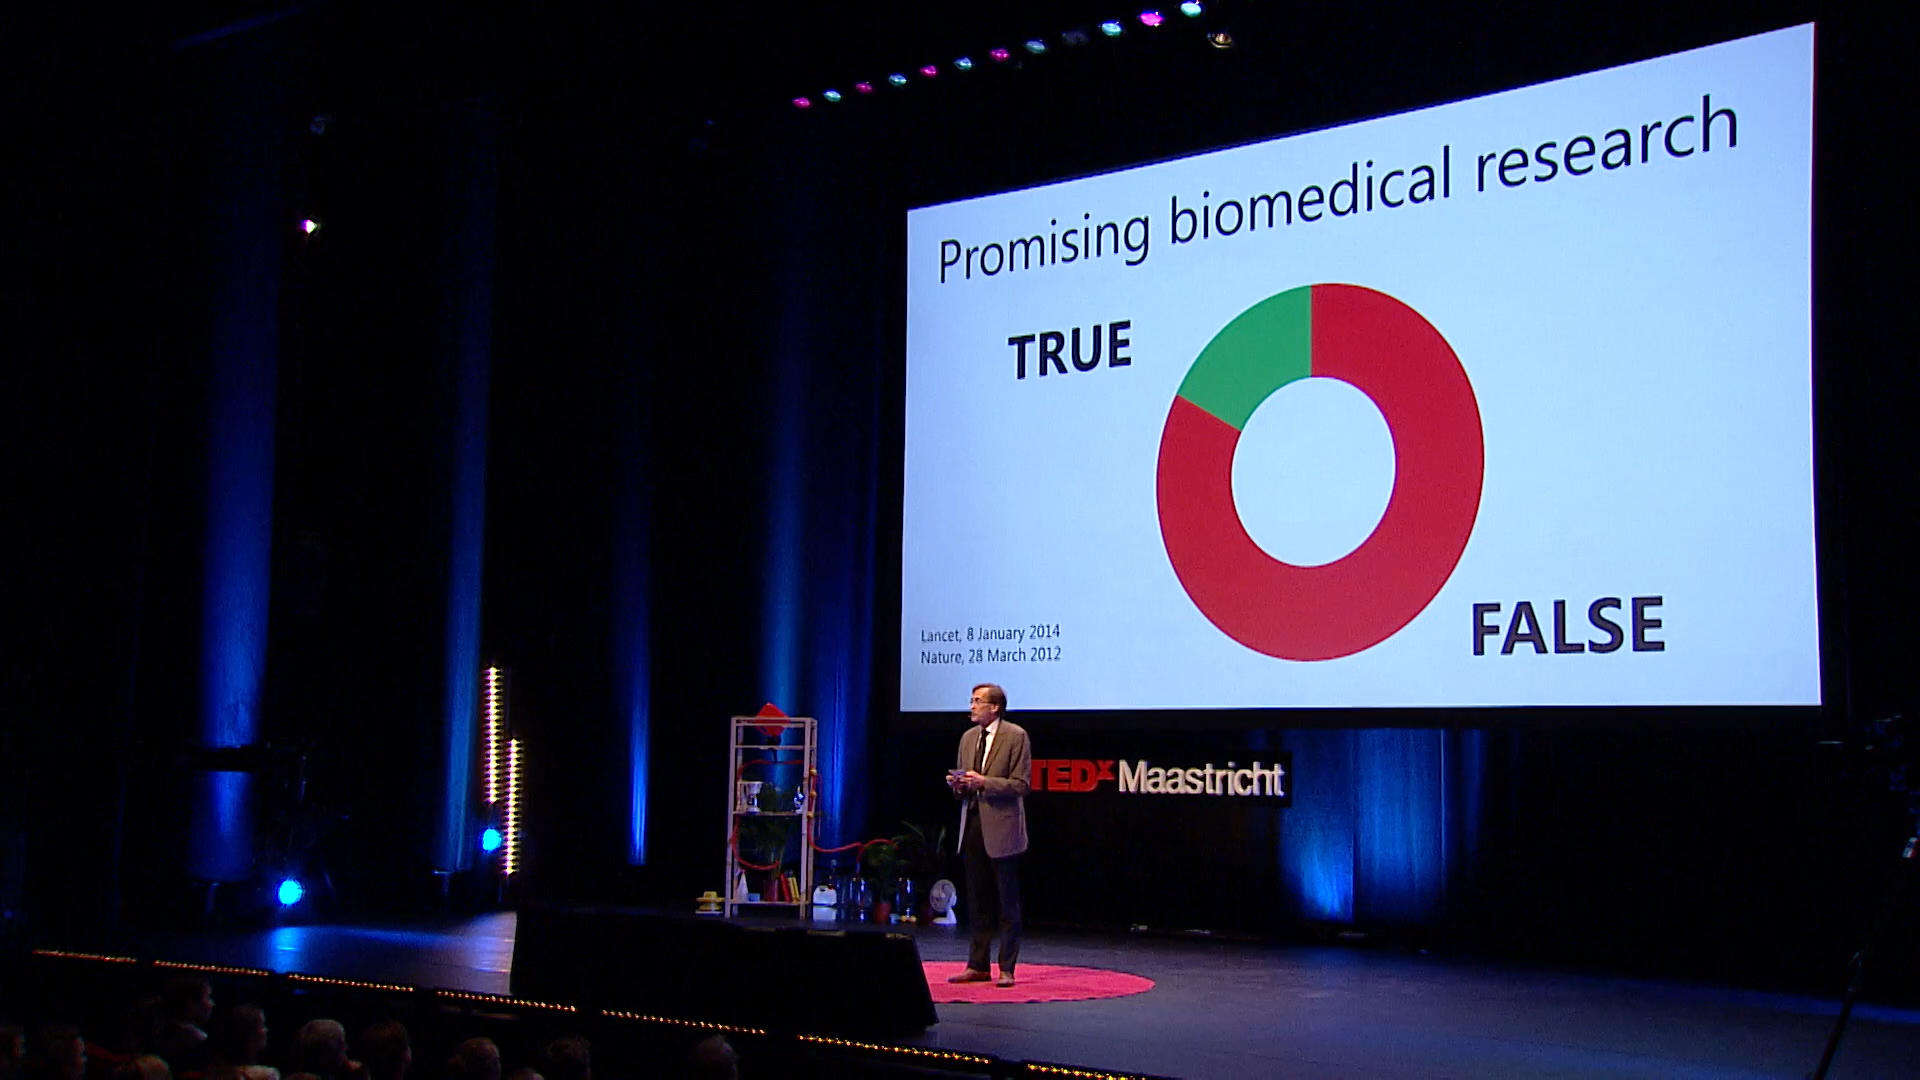 Promising biomedical research
TRUE
FALSE
Lancet, 8 January 2014
Nature, 28 March 2012
TEDx Maastricht